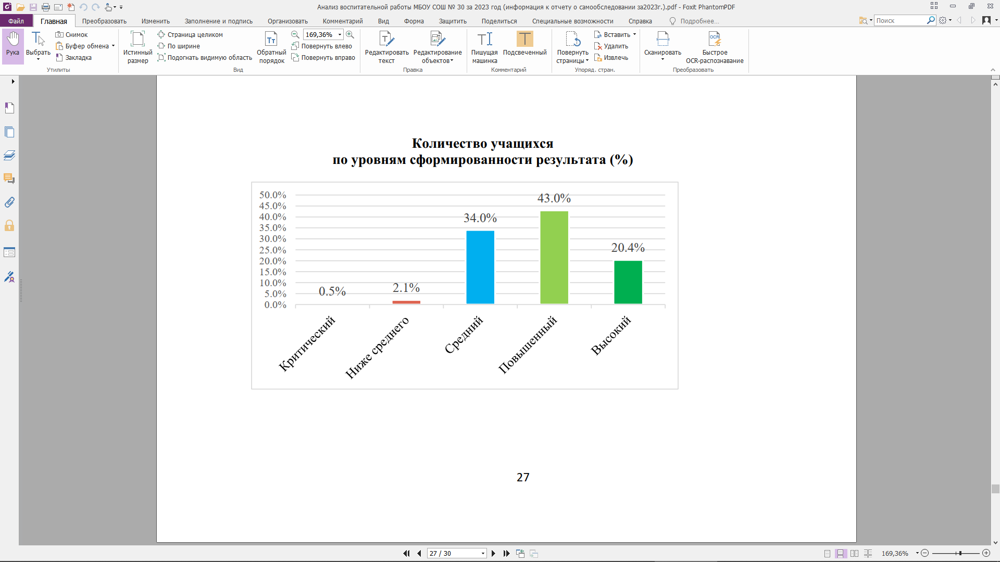 Анализ воспитательной работы МБОУ СОШ № 30 за 2023 год (информация к отчету о самообследовании за2023г.).pdf - Foxit PhantomPDF
Файл
Главная
Преобразовать
Изменить
Заполнение и подпись
Организовать
Комментарий
Вид
Форма
Защитить
Поделиться
Специальные возможности
Справка
Подробнее...
Поиск
Рука
Выбрать
Снимок
Буфер обмена
Закладка
Утилиты
Истинный
размер
Страница целиком
По ширине
Подогнать видимую область
Обратный
порядок
169,36%
Повернуть влево
Повернуть вправо
Вид
Редактировать
текст
Редактирование
объектов
Правка
Пишущая
машинка
Подсвеченный
Комментарий
Повернуть
страницы
Вставить
Удалить
Извлечь
Упоряд. стран.
Сканировать
OCR
Быстрое
OCR-распознавание
Преобразовать
Количество учащихся
по уровням сформированности результата (%)
50.0%
45.0%
40.0%
35.0%
30.0%
25.0%
20.0%
15.0%
10.0%
5.0%
0.0%
0.5%
2.1%
34.0%
43.0%
20.4%
Критический
Ниже среднего
Средний
Повышенный
Высокий
27
27 / 30
169,36%